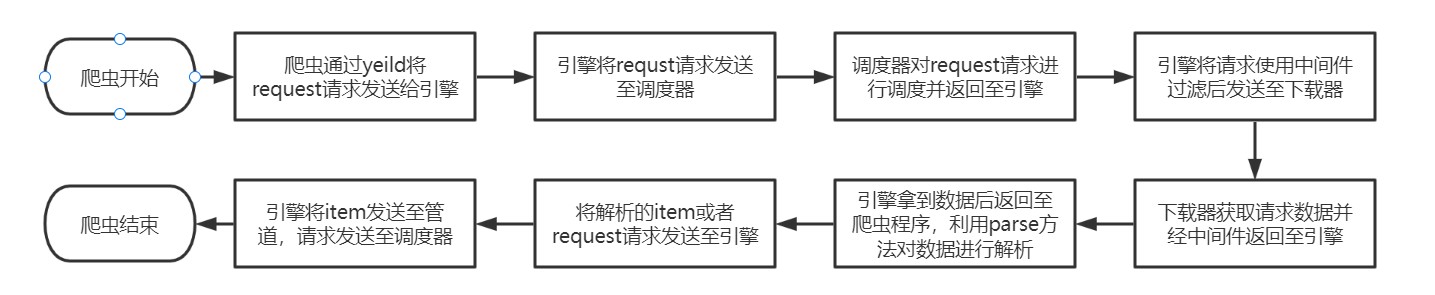 爬虫开始
爬虫通过yeild将
request请求发送给引擎
引擎将requst请求发送
至调度器
调度器对request请求进
行调度并返回至引擎
引擎将请求使用中间件
过滤后发送至下载器
下载器获取请求数据并
经中间件返回至引擎
引擎拿到数据后返回至
爬虫程序，利用parse方
法对数据进行解析
将解析的item或者
request请求发送至引擎
引擎将item发送至管
道，请求发送至调度器
爬虫结束